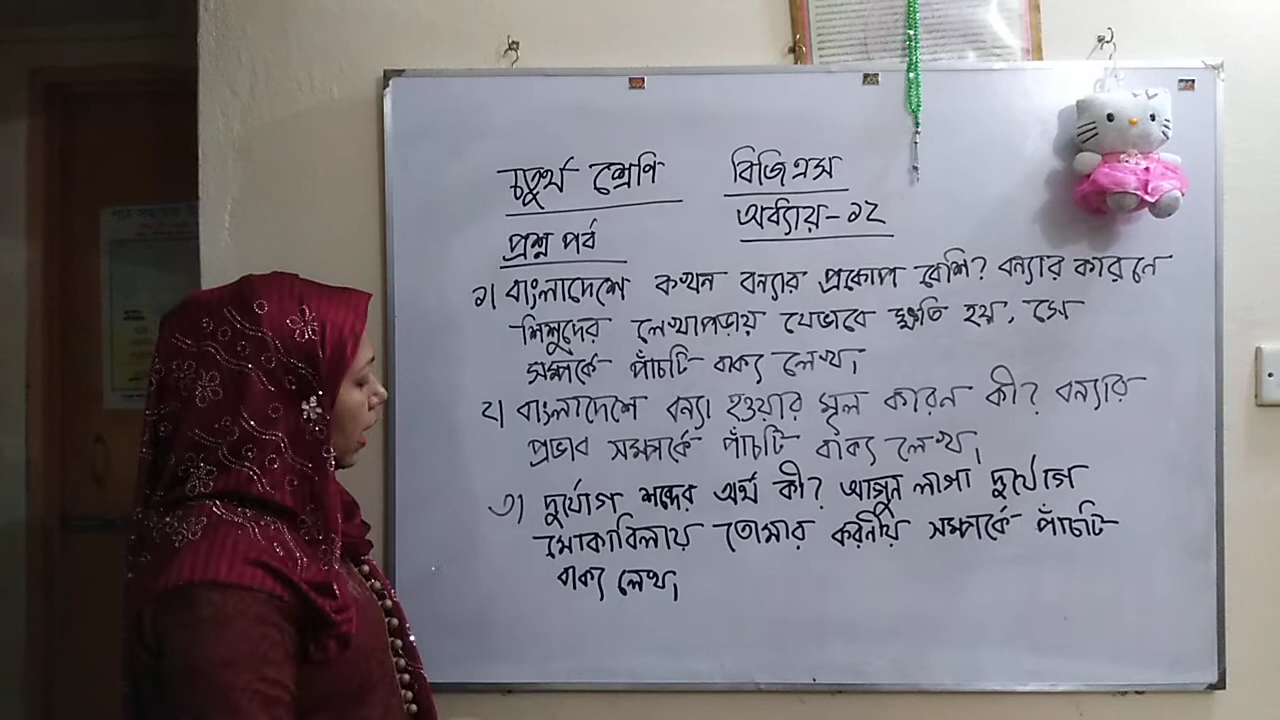 চতুর্থ শ্রেণি বিজিএস
প্রশ্ন পর্ব অধ্যায়-১২
১। বাংলাদেশে কখন বন্যার প্রকোপ বেশি? বন্যার কারনে
শিশুদের লেখাপড়ায় যেভাবে ক্ষতি হয়, সে
সম্পর্কে পাঁচটি বাক্য লেখ।
২। বাংলাদেশে বন্যা হওয়ার মূল কারন কী? বন্যার
প্রভাব সম্পর্কে পাঁচটি বাক্য লেখ।
৩) দুর্যোগ শব্দের অর্থ কী? আগুন লাগা দুর্যোগ
মোকাবিলায় তোমার করনীয় সম্পর্কে পাঁচটি
বাক্য লেখ।